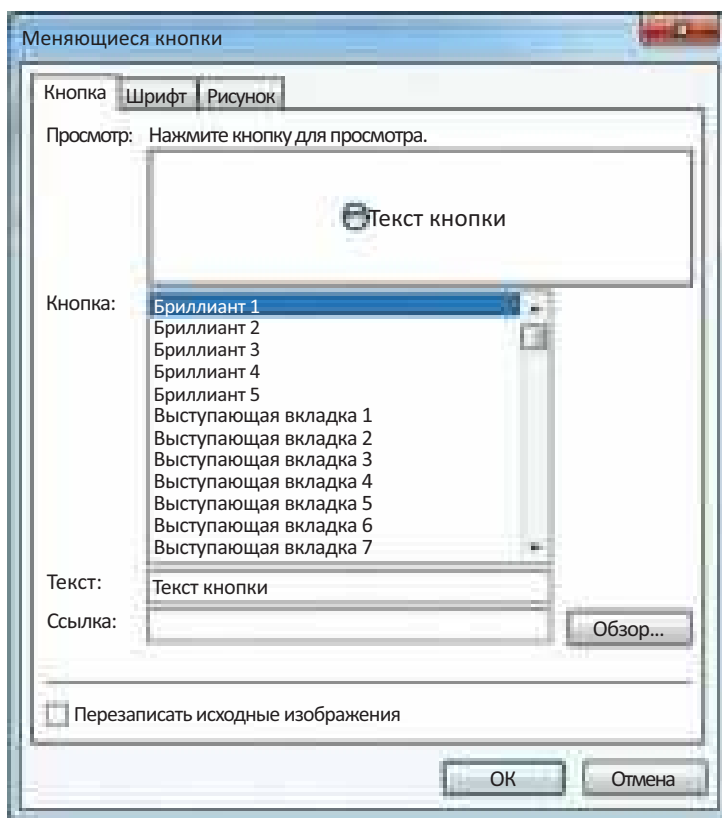 Меняющиеся кнопки
Кнопка Шрифт Рисунок
Просмотр: Нажмите кнопку для просмотра.
Текст кнопки
Кнопка: Бриллиант 1
Бриллиант 2
Бриллиант 3
Бриллиант 4
Бриллиант 5
Выступающая вкладка 1
Выступающая вкладка 2
Выступающая вкладка 3
Выступающая вкладка 4
Выступающая вкладка 5
Выступающая вкладка 6
Выступающая вкладка 7
Текст: Текст кнопки
Ссылка: Обзор...
Перезаписать исходные изображения
ОК Отмена